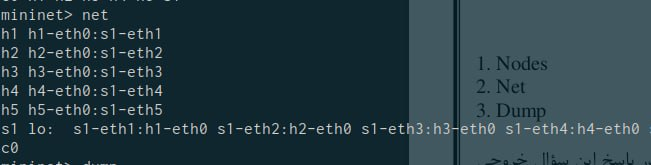 mininet> net
h1 h1-eth0:s1-eth1
h2 h2-eth0:s1-eth2
h3 h3-eth0:s1-eth3
h4 h4-eth0:s1-eth4
h5 h5-eth0:s1-eth5
s1 lo:  s1-eth1:h1-eth0 s1-eth2:h2-eth0 s1-eth3:h3-eth0 s1-eth4:h4-eth0
c0
mininet> dump
1. Nodes
2. Net
3. Dump
پاسخ این سؤال خروجی